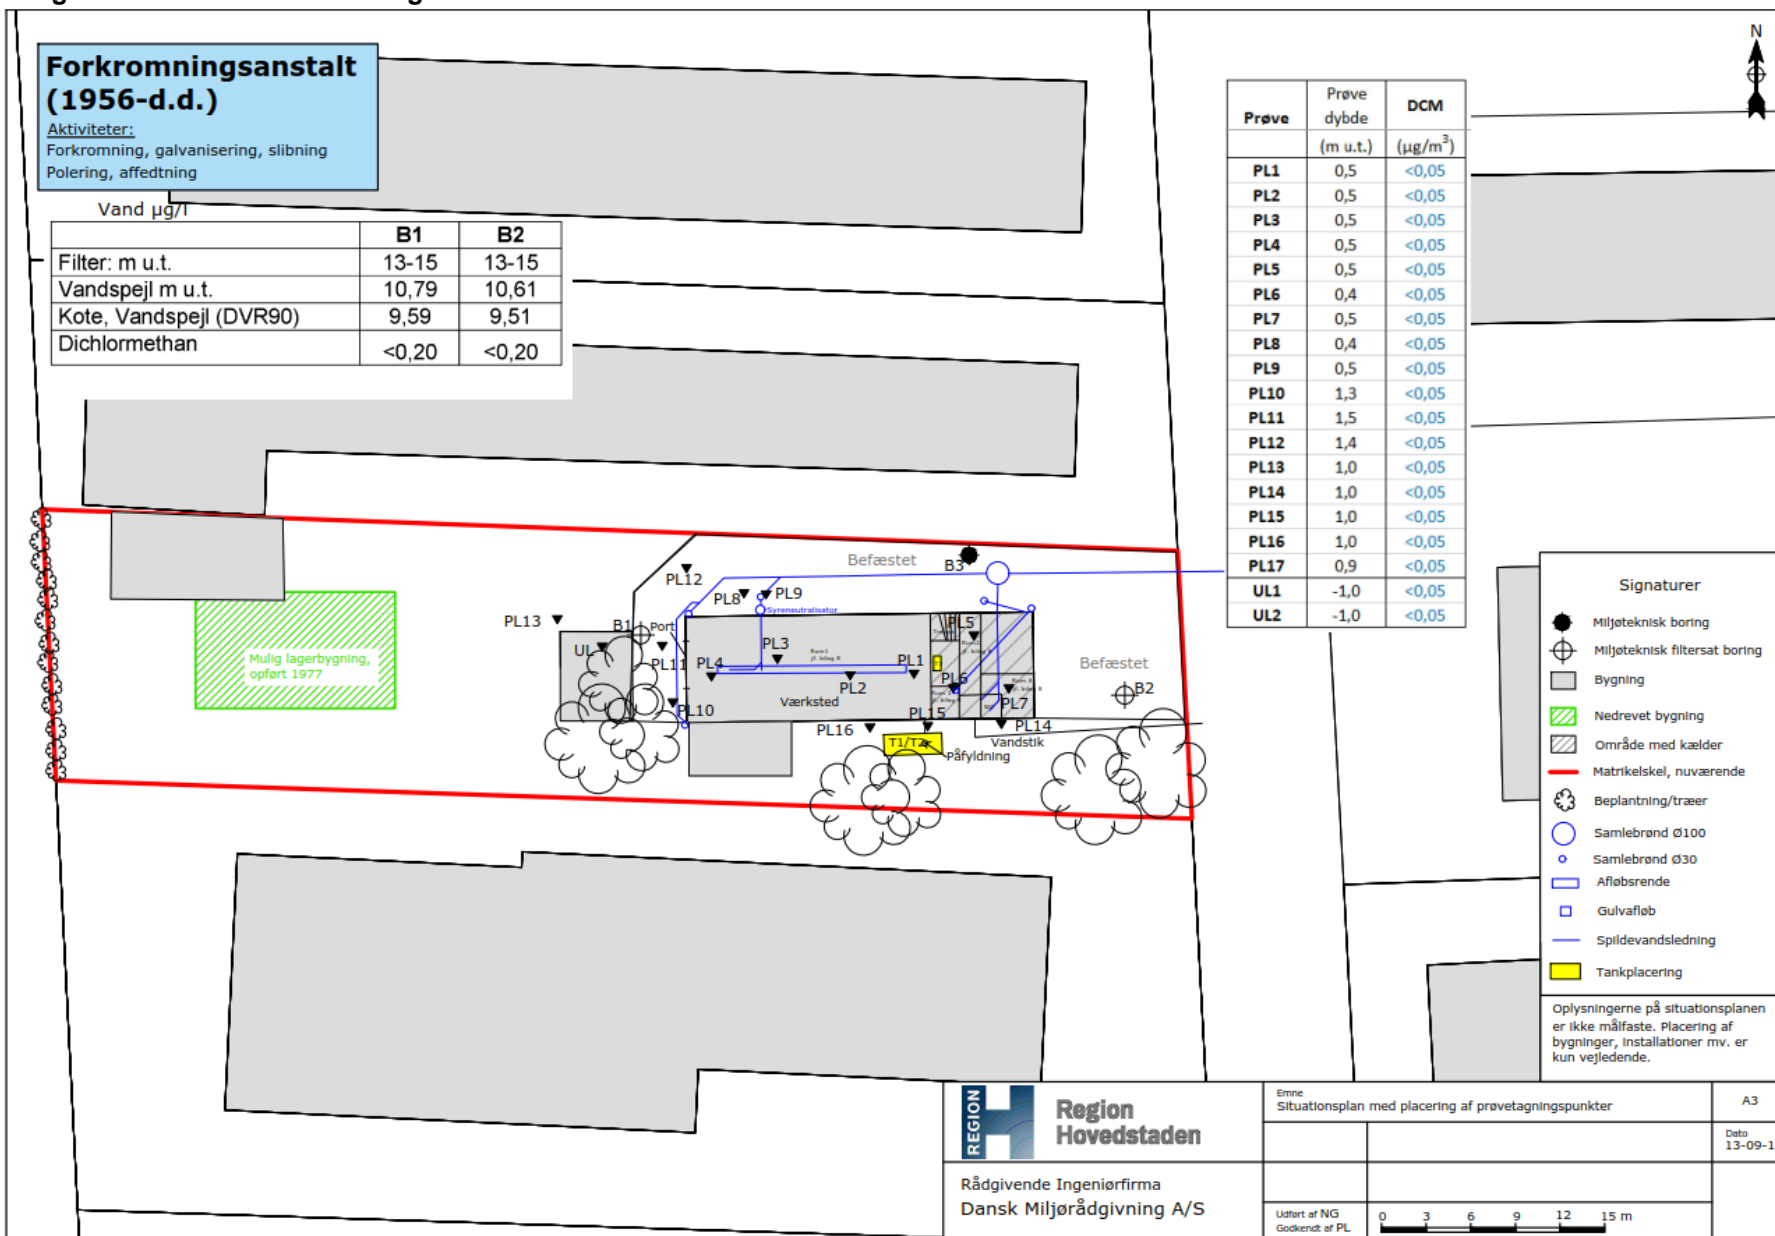 Forkromningsanstalt
(1956-d.d.)
Aktiviteter:
Forkromning, galvanisering, slibning
Polering, affedtning
Vand µg/l
B1 B2
Filter: m u.t. 13-15 13-15
Vandspejl m u.t. 10,79 10,61
Kote, Vandspejl (DVR90) 9,59 9,51
Dichlormethan <0,20 <0,20
N
Prøve Prøve dybde DCM
(m u.t.) (µg/m³)
PL1 0,5 <0,05
PL2 0,5 <0,05
PL3 0,5 <0,05
PL4 0,5 <0,05
PL5 0,5 <0,05
PL6 0,4 <0,05
PL7 0,5 <0,05
PL8 0,4 <0,05
PL9 0,5 <0,05
PL10 1,3 <0,05
PL11 1,5 <0,05
PL12 1,4 <0,05
PL13 1,0 <0,05
PL14 1,0 <0,05
PL15 1,0 <0,05
PL16 1,0 <0,05
PL17 0,9 <0,05
UL1 -1,0 <0,05
UL2 -1,0 <0,05
Befæstet
B3
PL12
PL8
PL9
Syreneutralisator
PL13
B1
Port
UL
PL11
PL3
Rum1
jf. bilag 8
PL5
PL4
PL1
PL2
PL6
PL7
Befæstet
B2
Mulig lagerbygning,
opført 1977
Værksted
PL10
PL16
PL15
PL14
T1/T2
Vandstik
Påfyldning
Signaturer
Miljøteknisk boring
Miljøteknisk filtersat boring
Bygning
Nedrevet bygning
Område med kælder
Matrikelskel, nuværende
Beplantning/træer
Samlebrønd Ø100
Samlebrønd Ø30
Afløbsrende
Gulvafløb
Spildevandsledning
Tankplacering
Oplysningerne på situationsplanen
er ikke målfaste. Placering af
bygninger, installationer mv. er
kun vejledende.
REGION
Region
Hovedstaden
Rådgivende Ingeniørfirma
Dansk Miljørådgivning A/S
Emne
Situationsplan med placering af prøvetagningspunkter
A3
Dato
13-09-1
Udført af NG
Godkendt af PL
0 3 6 9 12 15 m